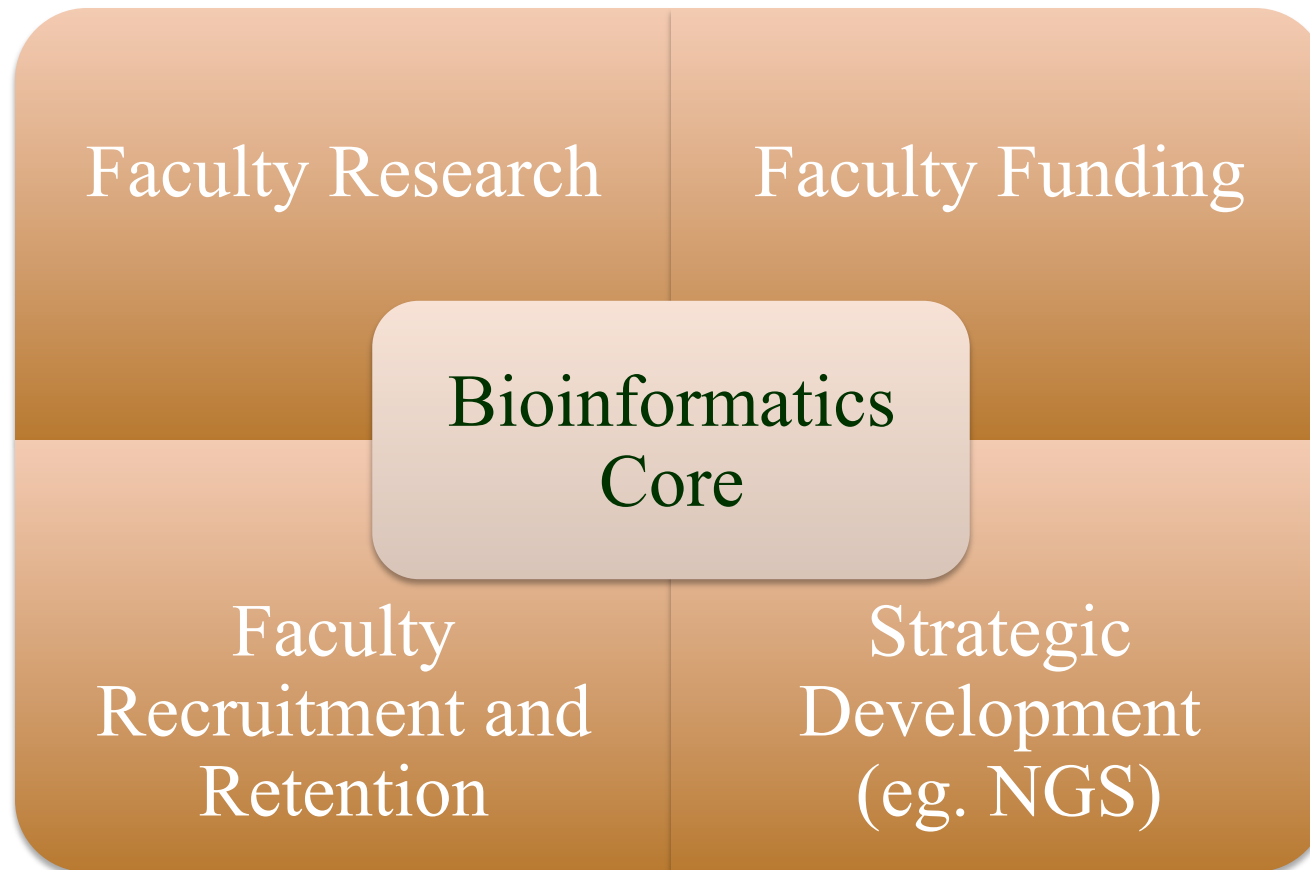 Faculty Research
Faculty Funding
Bioinformatics
Core
Faculty
Recruitment and
Retention
Strategic
Development
(eg. NGS)